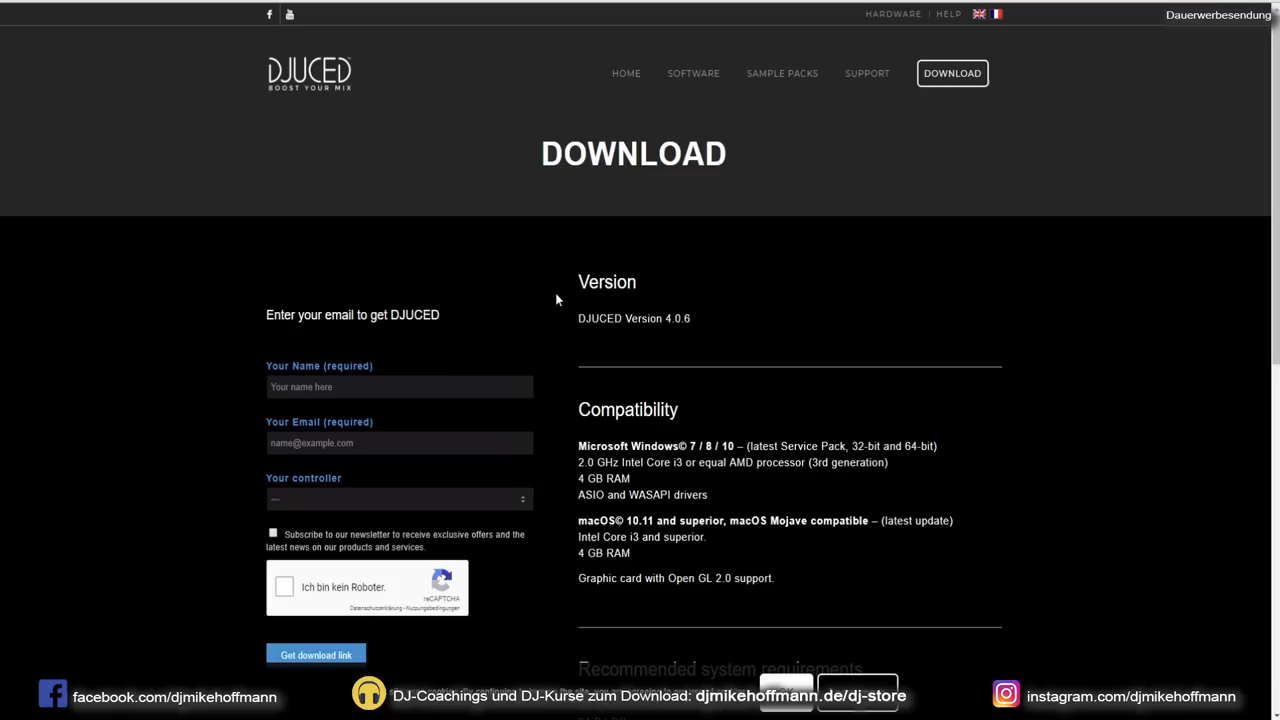 HARDWARE | HELP
Dauerwerbesendung
DJUCED
BOOST YOUR MIX
HOME SOFTWARE SAMPLE PACKS SUPPORT DOWNLOAD
DOWNLOAD
Enter your email to get DJUCED
Your Name (required)
Your name here
Your Email (required)
name@example.com
Your controller
---
Subscribe to our newsletter to receive exclusive offers and the
latest news on our products and services.
Ich bin kein Roboter.
reCAPTCHA
Datenschutzerklärung - Nutzungsbedingungen
Get download link
Version
DJUCED Version 4.0.6
Compatibility
Microsoft Windows© 7 / 8 / 10 – (latest Service Pack, 32-bit and 64-bit)
2.0 GHz Intel Core i3 or equal AMD processor (3rd generation)
4 GB RAM
ASIO and WASAPI drivers
macOS© 10.11 and superior, macOS Mojave compatible – (latest update)
Intel Core i3 and superior.
4 GB RAM
Graphic card with Open GL 2.0 support.
Recommended system requirements
facebook.com/djmikehoffmann
DJ-Coachings und DJ-Kurse zum Download: djmikehoffmann.de/dj-store
instagram.com/djmikehoffmann